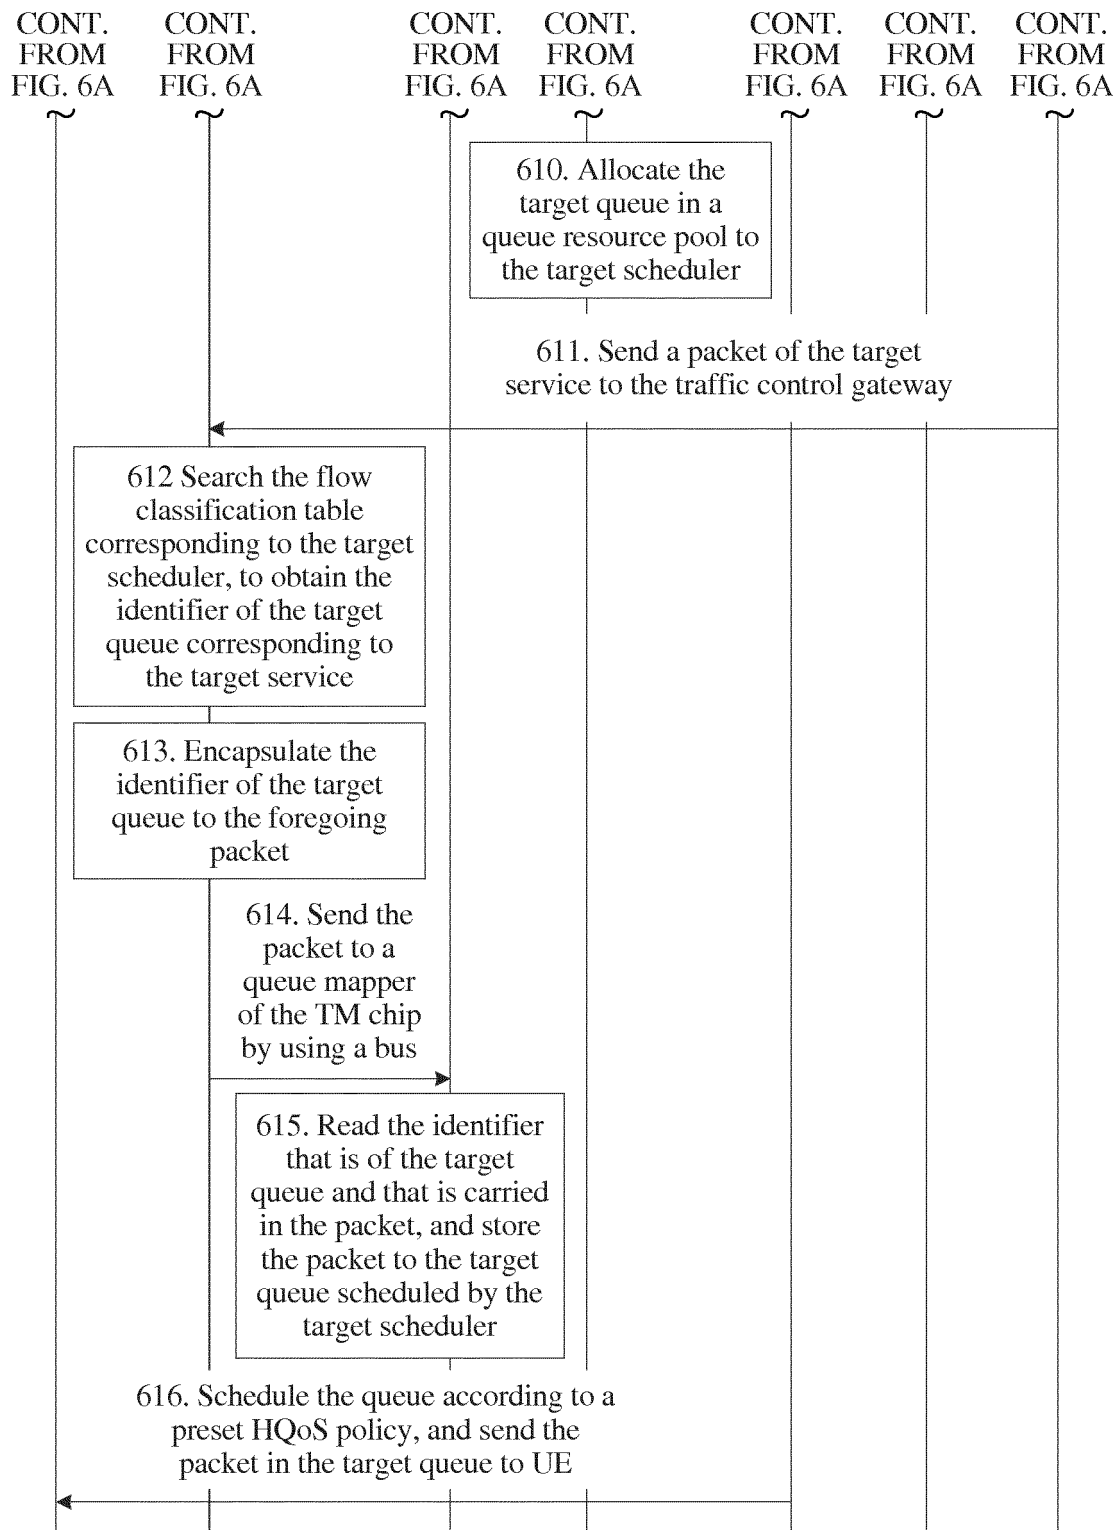 CONT. FROM FIG. 6A
CONT. FROM FIG. 6A
CONT. FROM FIG. 6A
CONT. FROM FIG. 6A
CONT. FROM FIG. 6A
CONT. FROM FIG. 6A
CONT. FROM FIG. 6A
610. Allocate the
target queue in a
queue resource pool to
the target scheduler
611. Send a packet of the target
service to the traffic control gateway
612 Search the flow
classification table
corresponding to the target
scheduler, to obtain the
identifier of the target
queue corresponding to
the target service
613. Encapsulate the
identifier of the target
queue to the foregoing
packet
614. Send the
packet to a
queue mapper
of the TM chip
by using a bus
615. Read the identifier
that is of the target
queue and that is carried
in the packet, and store
the packet to the target
queue scheduled by the
target scheduler
616. Schedule the queue according to a
preset HQoS policy, and send the
packet in the target queue to UE